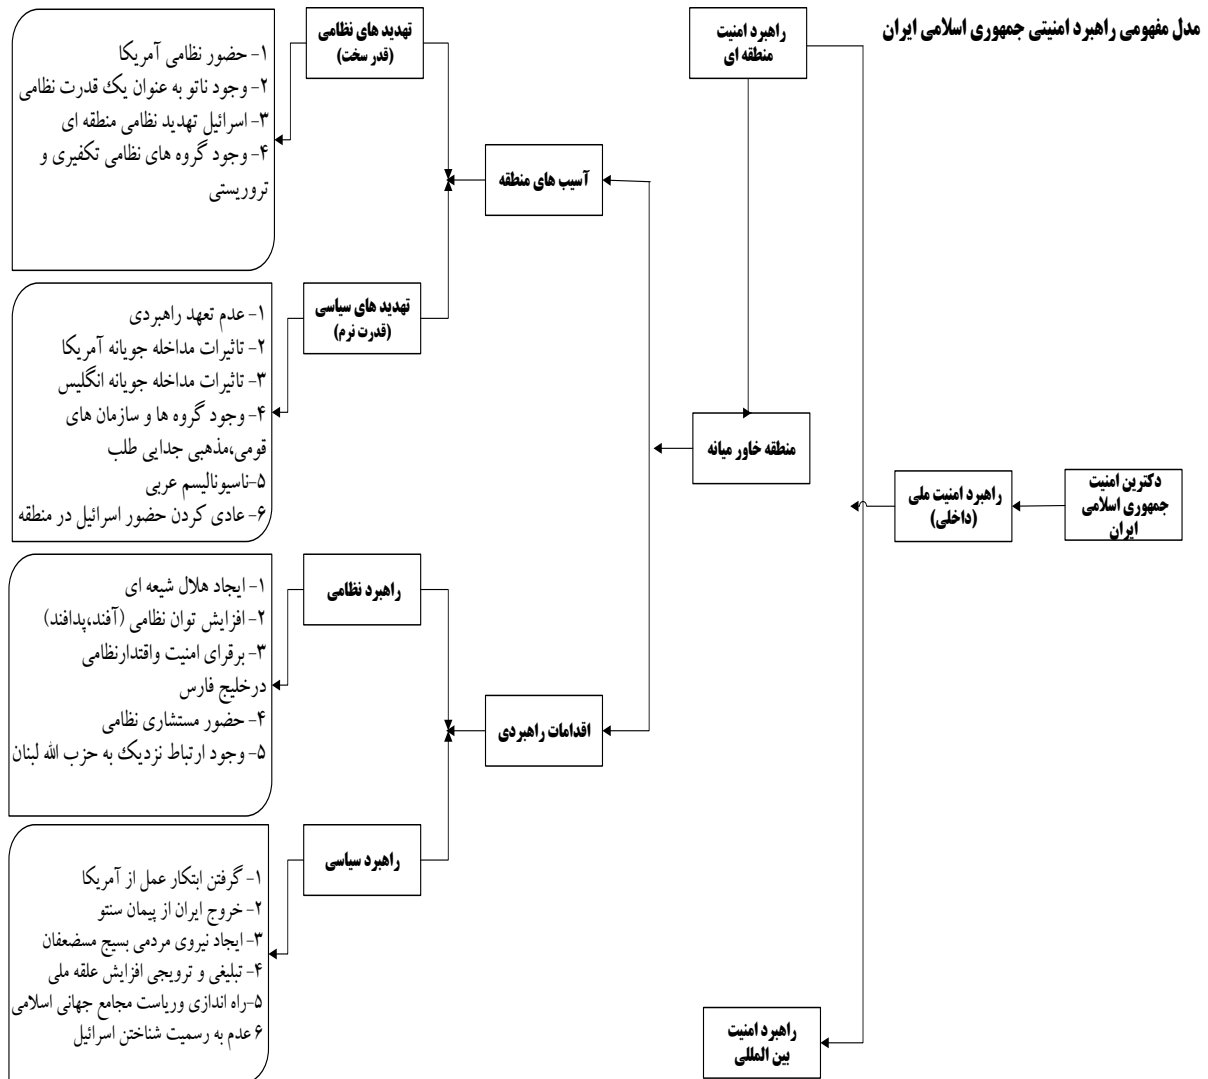 مدل مفهومی راهبرد امنیتی جمهوری اسلامی ایران
دکترین امنیت
جمهوری اسلامی
ایران
راهبرد امنیت ملی
(داخلی)
راهبرد امنیت
منطقه ای
منطقه خاور میانه
راهبرد امنیت
بین المللی
آسیب های منطقه
تهدید های نظامی
(قدر سخت)
۱- حضور نظامی آمریکا
۲- وجود ناتو به عنوان یک قدرت نظامی
۳- اسرائیل تهدید نظامی منطقه ای
۴- وجود گروه های نظامی تکفیری و
تروریستی
تهدید های سیاسی
(قدرت نرم)
۱- عدم تعهد راهبردی
۲- تاثیرات مداخله جویانه آمریکا
۳- تاثیرات مداخله جویانه انگلیس
۴- وجود گروه ها و سازمان های
قومی،مذهبی جدایی طلب
۵-ناسیونالیسم عربی
۶- عادی کردن حضور اسرائیل در منطقه
اقدامات راهبردی
راهبرد نظامی
۱- ایجاد هلال شیعه ای
۲- افزایش توان نظامی (آفند،پدافند)
۳- برقرای امنیت واقتدارنظامی
درخلیج فارس
۴- حضور مستشاری نظامی
۵- وجود ارتباط نزدیک به حزب الله لبنان
راهبرد سیاسی
۱- گرفتن ابتکار عمل از آمریکا
۲- خروج ایران از پیمان سنتو
۳- ایجاد نیروی مردمی بسیج مسضعفان
۴- تبلیغی و ترویجی افزایش علقه ملی
۵-راه اندازی وریاست مجامع جهانی اسلامی
۶ عدم به رسمیت شناختن اسرائیل